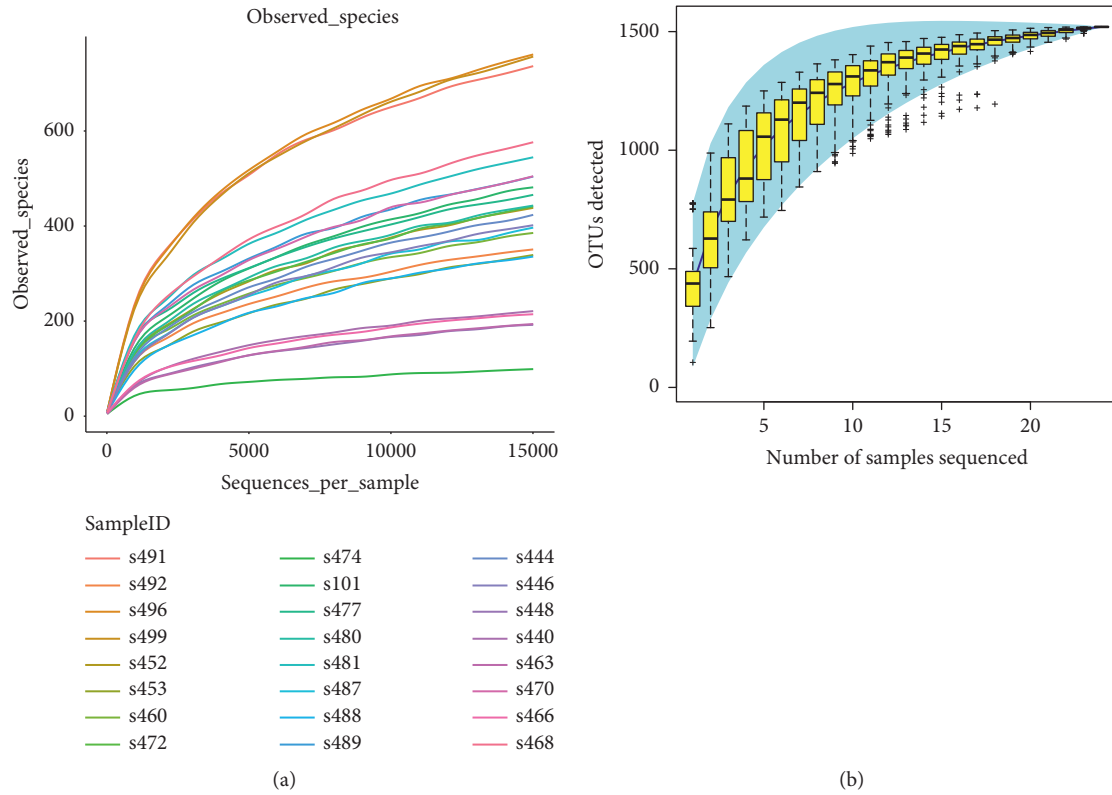 Observed_species
Observed_species
600
400
200
0
0 5000 10000 15000
Sequences_per_sample
SampleID
s491 s474 s444
s492 s101 s446
s496 s477 s448
s499 s480 s440
s452 s481 s463
s453 s487 s470
s460 s488 s466
s472 s489 s468
(a)
OTUs detected
1500
1000
500
0
5 10 15 20
Number of samples sequenced
(b)